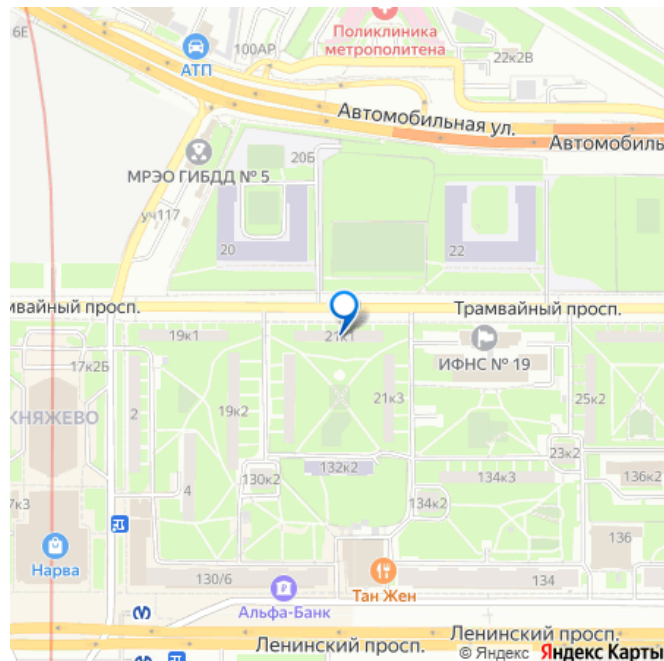 6Е
100АР
АТП
Поликлиника
метрополитена
22к2В
Автомобильная ул.
Автомобиль
МРЭО ГИБДД № 5
20Б
уч117
20
22
мвайный просп.
Трамвайный просп.
19к1
21к1
ИФНС № 19
17к2Б
КНЯЖЕВО
2
19к2
21к3
25к2
23к2
4
130к2
132к2
134к3
136к2
7к3
134к2
136
Нарва
130/6
Альфа-Банк
Тан Жен
134
Ленинский просп.
Ленинский просп.
© Яндекс Яндекс Карты